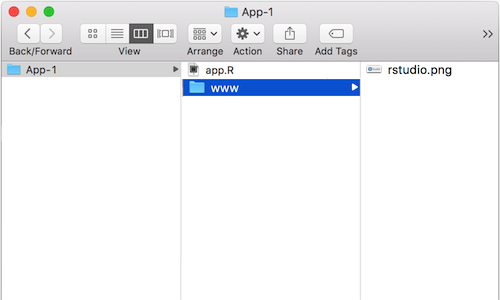 App-1
Back/Forward View Arrange Action Share Add Tags
App-1
app.R
www
rstudio.png